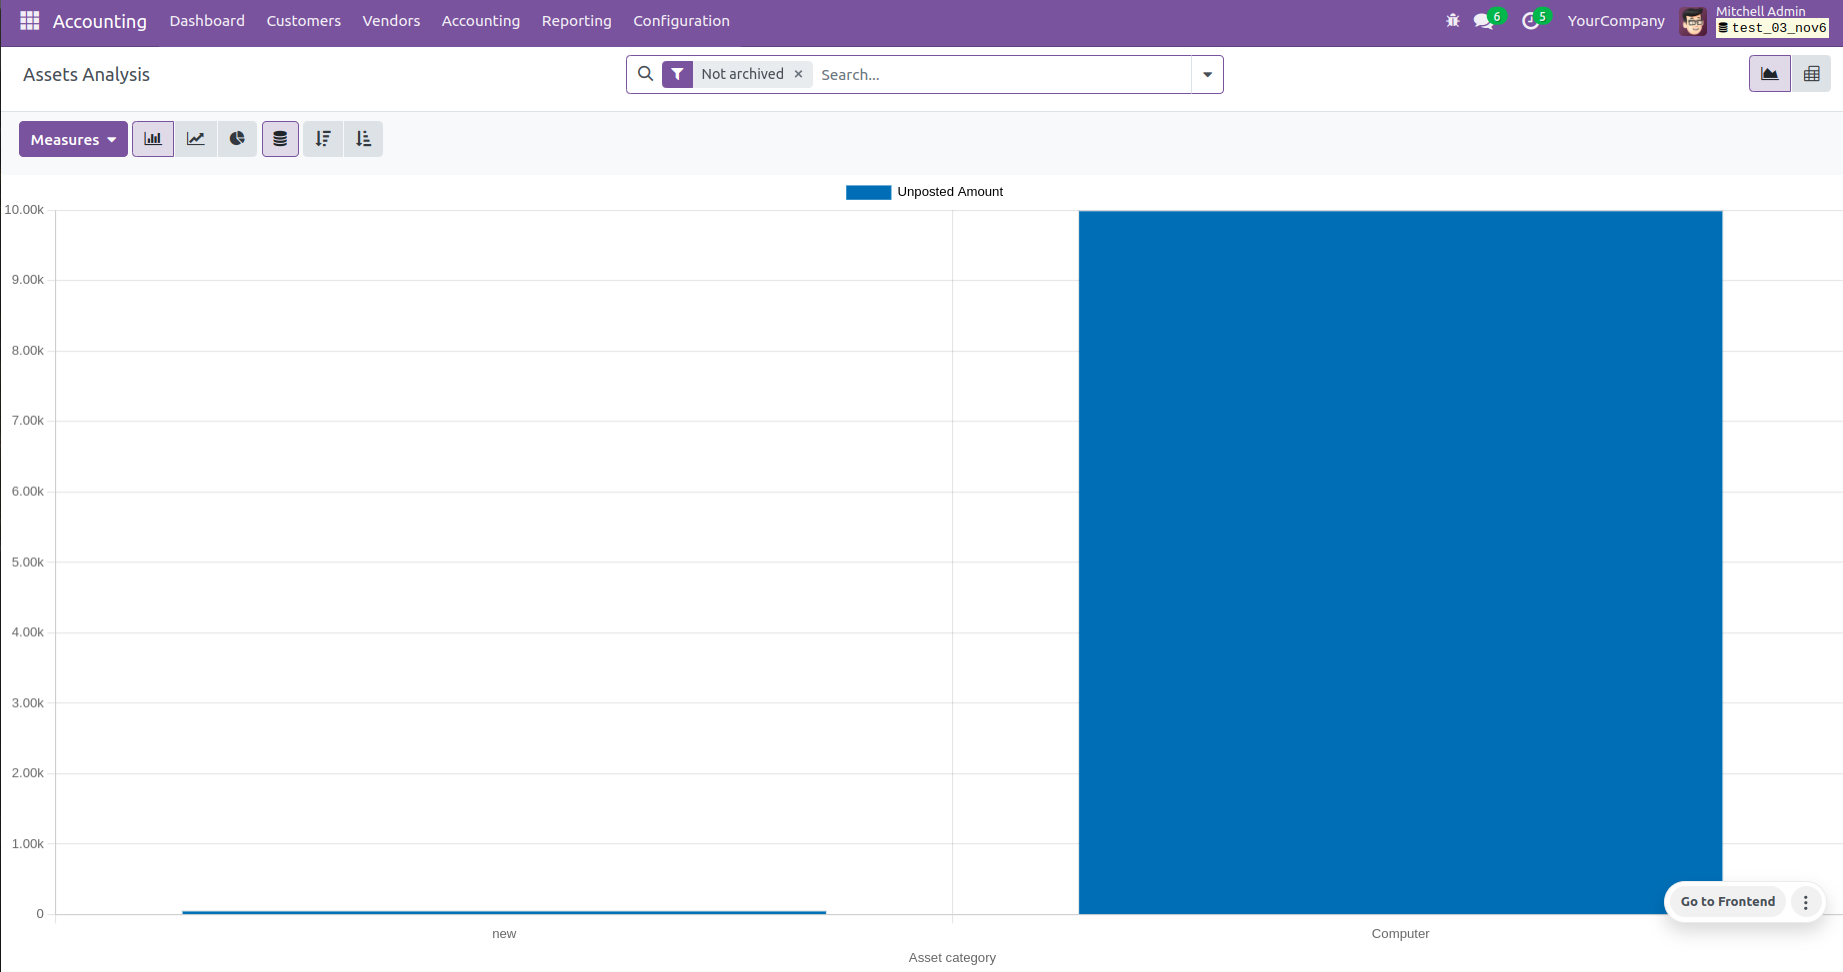 Accounting Dashboard Customers Vendors Accounting Reporting Configuration 6 5 YourCompany Mitchell Admin
test_03_nov6
Assets Analysis Not archived × Search...
Measures
Unposted Amount
10.00k
9.00k
8.00k
7.00k
6.00k
5.00k
4.00k
3.00k
2.00k
1.00k
0
Go to Frontend
new Computer
Asset category